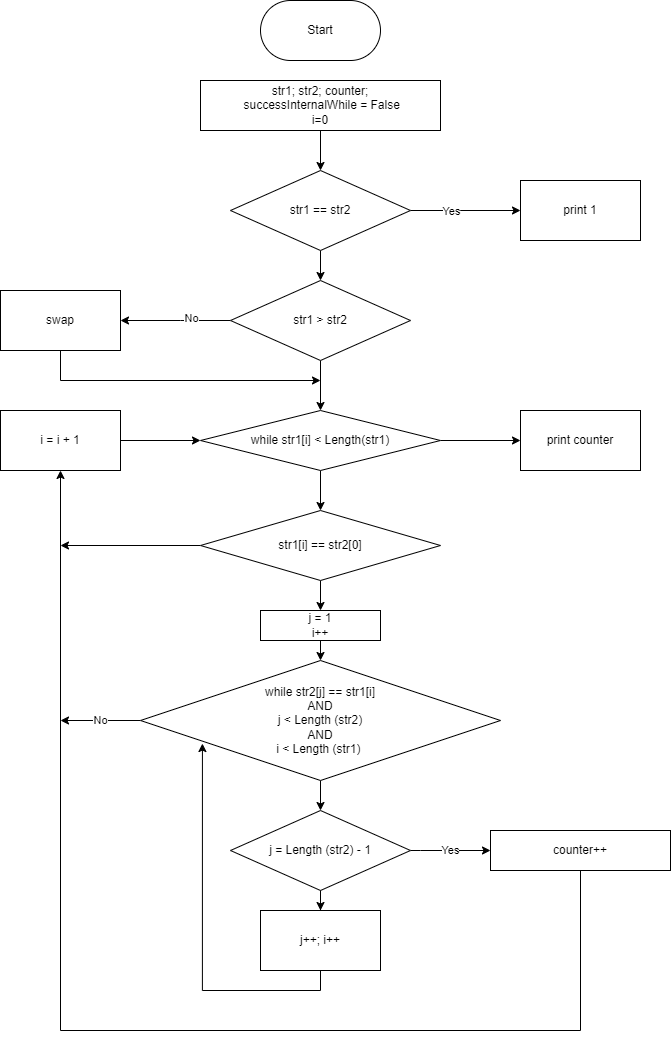 Start
str1; str2; counter;
successInternalWhile = False
i=0
str1 == str2
Yes
print 1
str1 > str2
No
swap
i = i + 1
while str1[i] < Length(str1)
print counter
str1[i] == str2[0]
j = 1
i++
while str2[j] == str1[i]
AND
j < Length (str2)
AND
i < Length (str1)
No
j = Length (str2) - 1
Yes
counter++
j++; i++